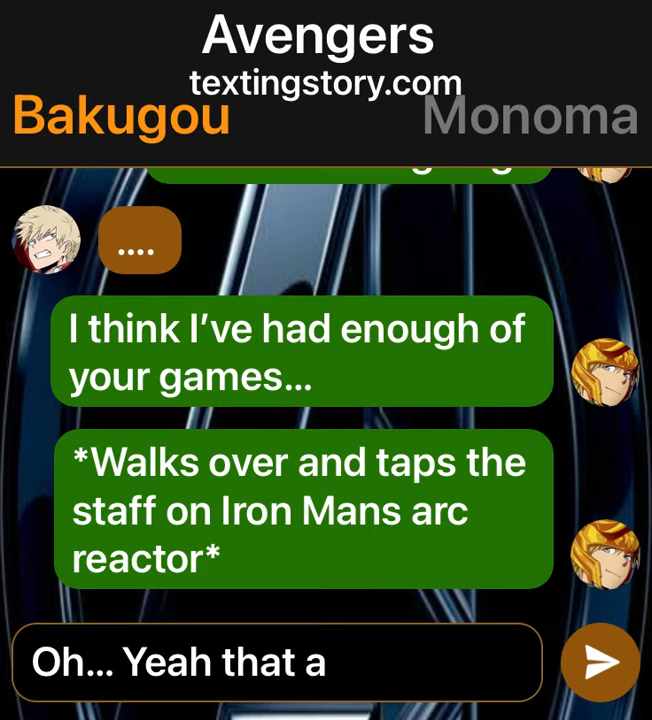 Avengers
textingstory.com
Bakugou Monoma
....
I think I’ve had enough of
your games...
*Walks over and taps the
staff on Iron Mans arc
reactor*
Oh... Yeah that a